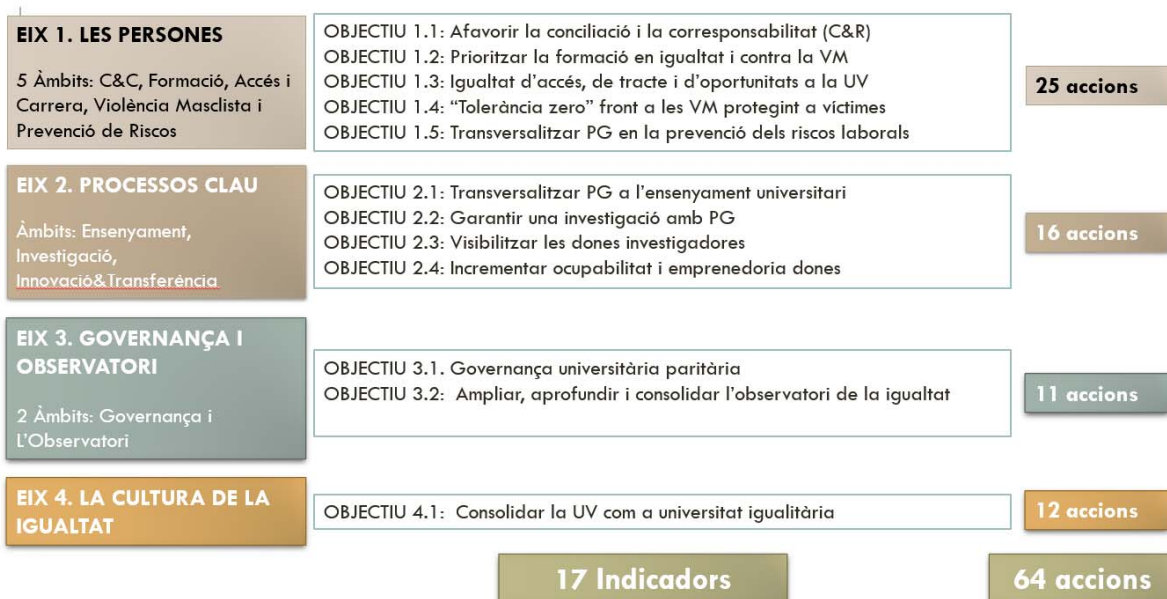 EIX 1. LES PERSONES
5 Àmbits: C&C, Formació, Accés i
Carrera, Violència Masclista i
Prevenció de Riscos
OBJECTIU 1.1: Afavorir la conciliació i la corresponsabilitat (C&R)
OBJECTIU 1.2: Prioritzar la formació en igualtat i contra la VM
OBJECTIU 1.3: Igualtat d'accés, de tracte i d'oportunitats a la UV
OBJECTIU 1.4: "Tolerància zero" front a les VM protegint a víctimes
OBJECTIU 1.5: Transversalitzar PG en la prevenció dels riscos laborals
25 accions
EIX 2. PROCESSOS CLAU
Àmbits: Ensenyament,
Investigació,
Innovació&Transferència
OBJECTIU 2.1: Transversalitzar PG a l'ensenyament universitari
OBJECTIU 2.2: Garantir una investigació amb PG
OBJECTIU 2.3: Visibilitzar les dones investigadores
OBJECTIU 2.4: Incrementar ocupabilitat i emprenedoria dones
16 accions
EIX 3. GOVERNANÇA I
OBSERVATORI
2 Àmbits: Governança i
L'Observatori
OBJECTIU 3.1. Governança universitària paritària
OBJECTIU 3.2: Ampliar, aprofundir i consolidar l'observatori de la igualtat
11 accions
EIX 4. LA CULTURA DE LA
IGUALTAT
OBJECTIU 4.1: Consolidar la UV com a universitat igualitària
12 accions
17 Indicadors
64 accions